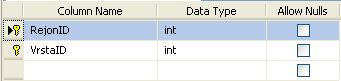 Column Name Data Type Allow Nulls
RejonID int
VrstaID int